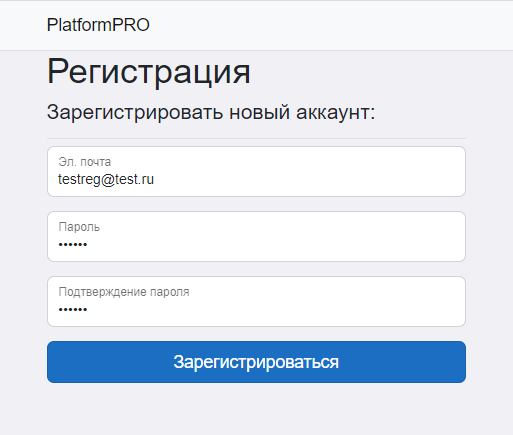 PlatformPRO
Регистрация
Зарегистрировать новый аккаунт:
Эл. почта
testreg@test.ru
Пароль
••••••
Подтверждение пароля
••••••
Зарегистрироваться